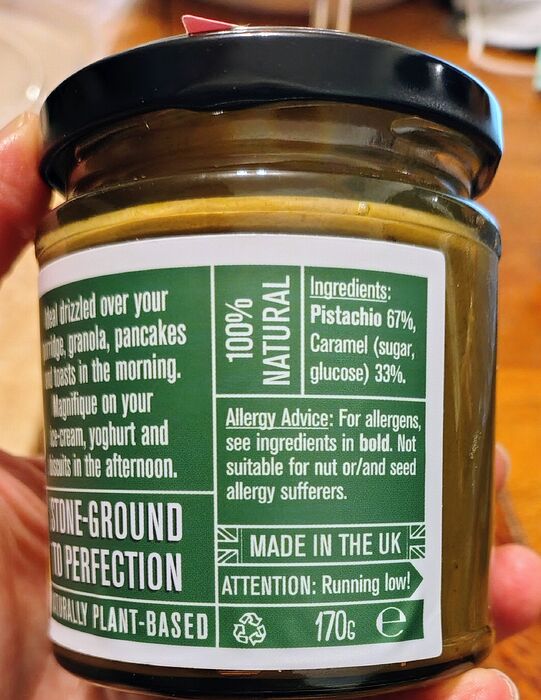 drizzled over your
granola, pancakes
toasts in the morning.
Magnifique on your
ice-cream, yoghurt and
biscuits in the afternoon.
STONE-GROUND
TO PERFECTION
NATURALLY PLANT-BASED
100%
NATURAL
Ingredients:
Pistachio 67%,
Caramel (sugar,
glucose) 33%.
Allergy Advice: For allergens,
see ingredients in bold. Not
suitable for nut or/and seed
allergy sufferers.
MADE IN THE UK
ATTENTION: Running low!
170G ℮